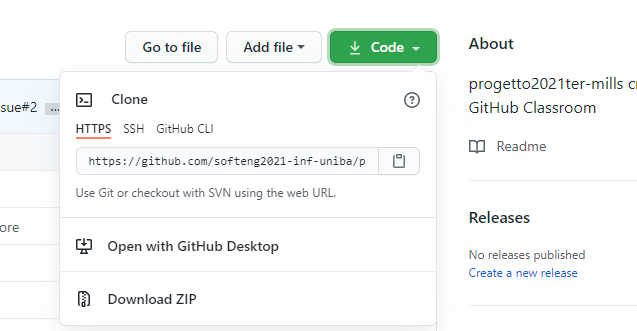 Go to file
Add file
Code
About
progetto2021ter-mills
GitHub Classroom
Readme
Releases
No releases published
Create a new release
sue#2 ...
ore
Clone
HTTPS SSH GitHub CLI
https://github.com/softeng2021-inf-uniba/p
Use Git or checkout with SVN using the web URL.
Open with GitHub Desktop
Download ZIP